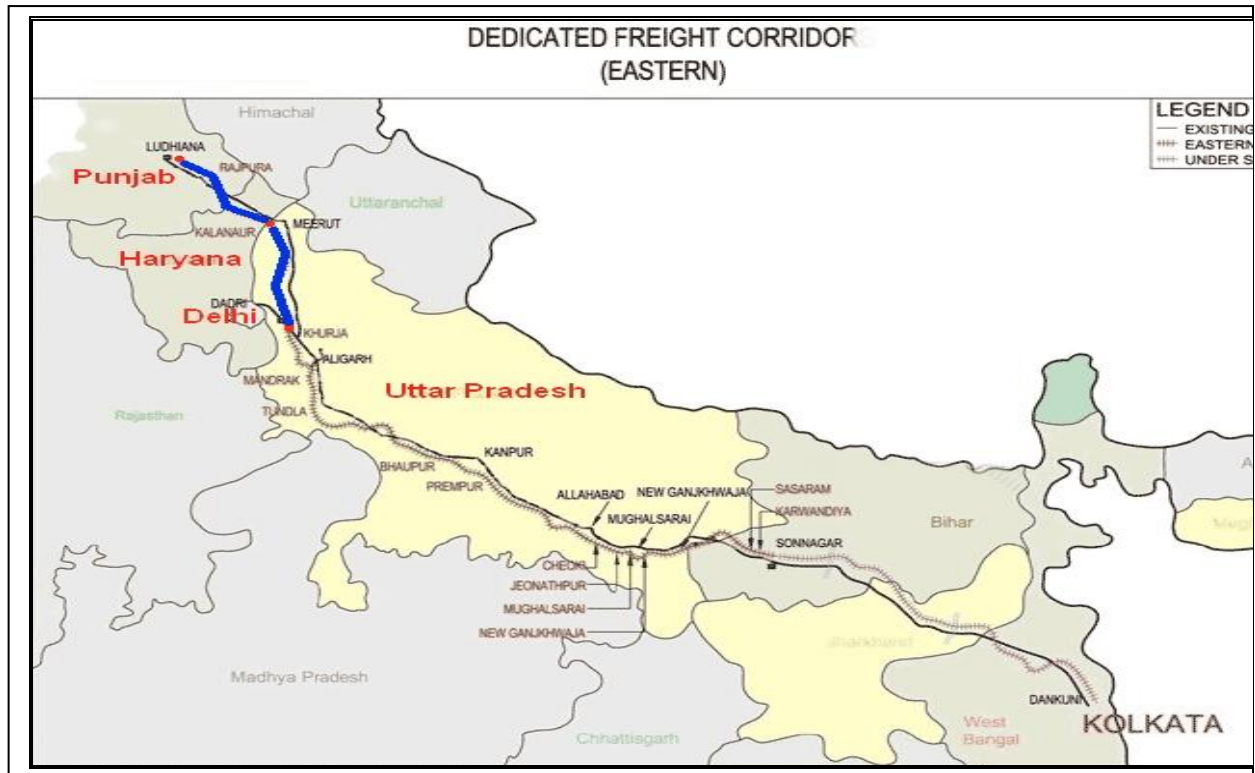 DEDICATED FREIGHT CORRIDORS
(EASTERN)
LEGEND
EXISTING
EASTERN
UNDER S
Himachal
LUDHIANA
RAJPURA
Punjab
Uttaranchal
MEERUT
KALANAUR
Haryana
DADRI
Delhi
KHURJA
ALIGARH
MANDRAK
Uttar Pradesh
Rajasthan
TUNDLA
KANPUR
BHAUPUR
PREMPUR
ALLAHABAD
NEW GANJKHWAJA
SASARAM
MUGHALSARAI
KARWANDIYA
Bihar
SONNAGAR
CHEOKI
JEONATHPUR
MUGHALSARAI
NEW GANJKHWAJA
Jharkhand
Madhya Pradesh
DANKUNI
KOLKATA
West
Bangal
Chhattisgarh
A
Megh